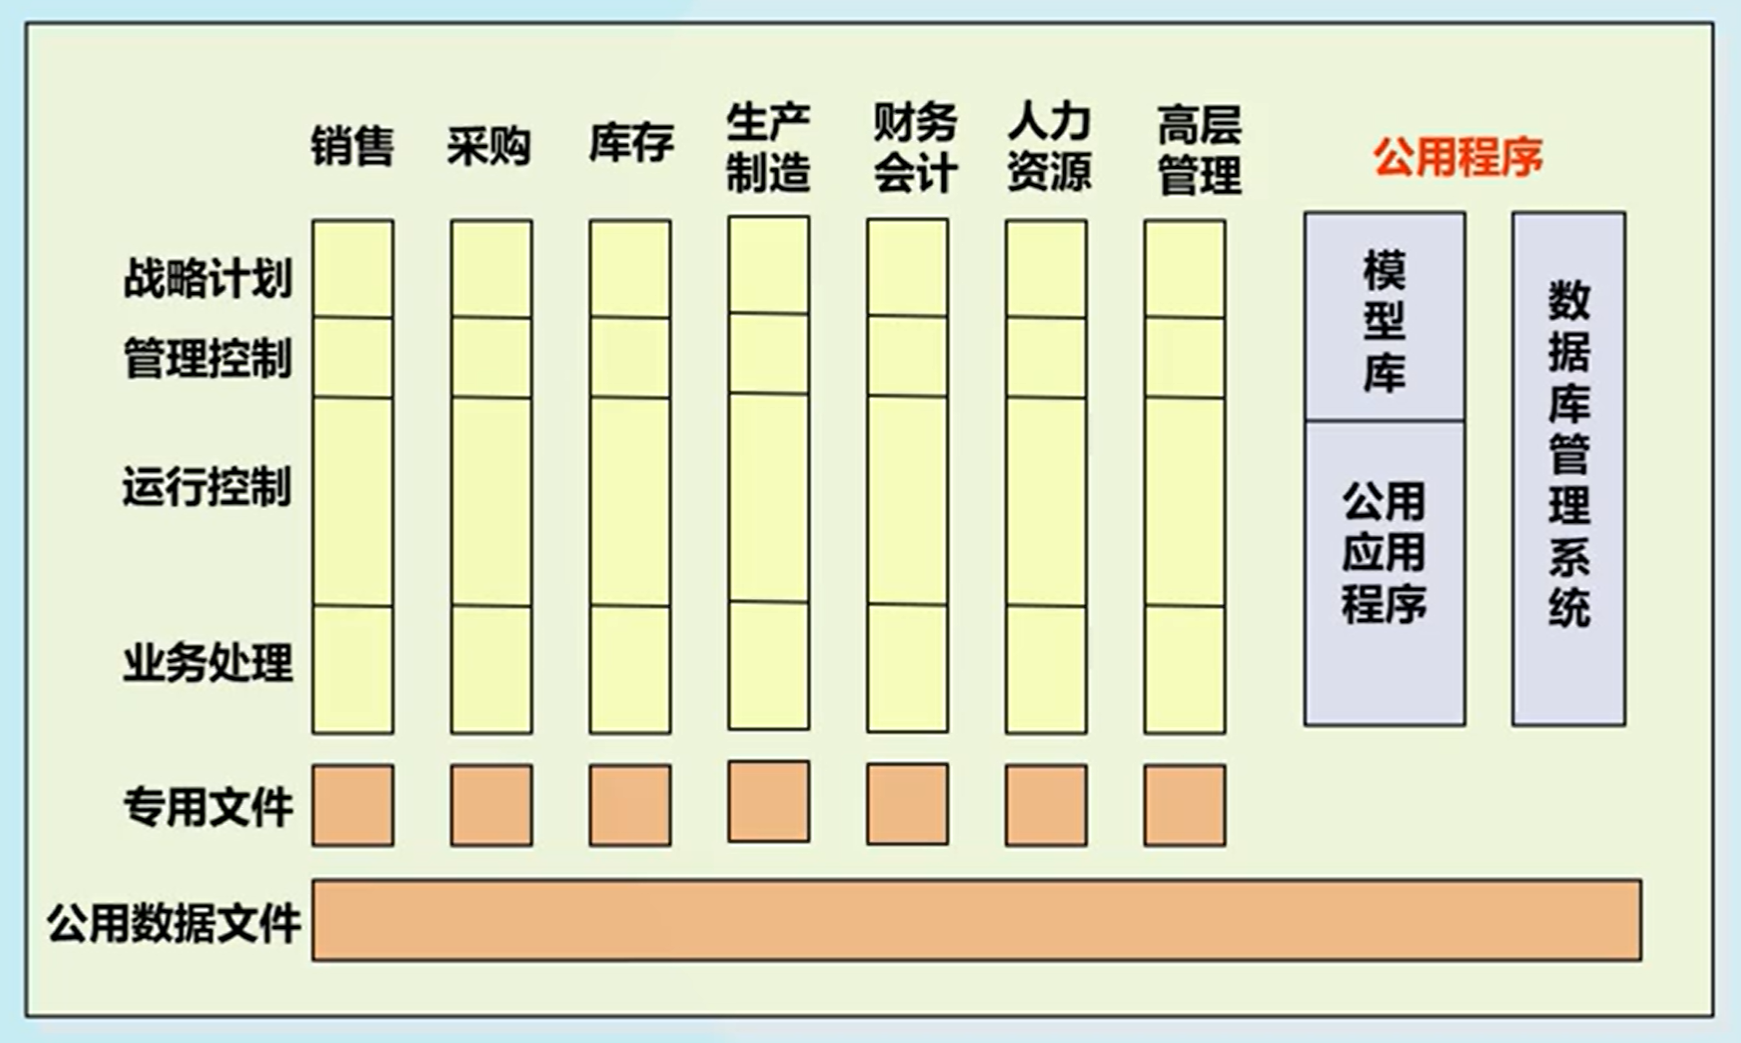 销售
采购
库存
生产
制造
财务
会计
人力
资源
高层
管理
公用程序
战略计划
管理控制
运行控制
业务处理
专用文件
公用数据文件
模
型
库
公用
应用
程序
数
据
库
管
理
系
统